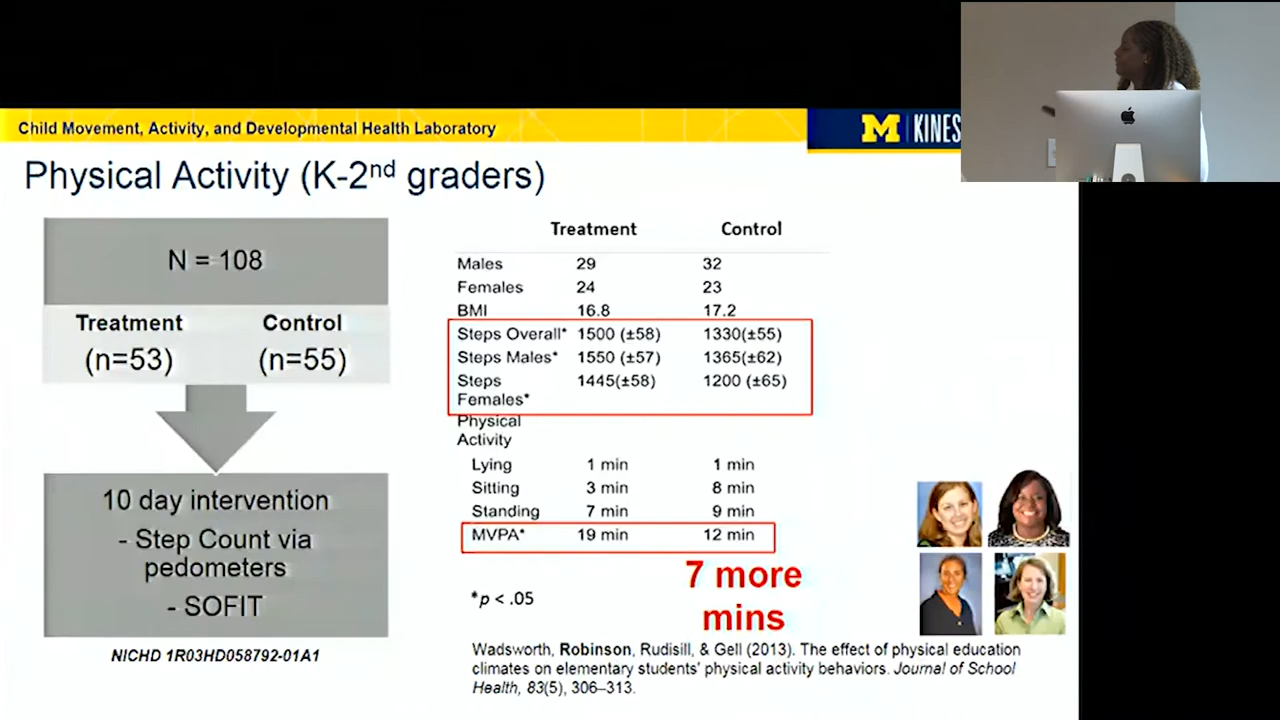 Child Movement, Activity, and Developmental Health Laboratory
M | KINES
Physical Activity (K-2nd graders)
N = 108
Treatment Control
(n=53) (n=55)
10 day intervention
- Step Count via
pedometers
- SOFIT
NICHD 1R03HD058792-01A1
Treatment Control
Males 29 32
Females 24 23
BMI 16.8 17.2
Steps Overall* 1500 (±58) 1330(±55)
Steps Males* 1550 (±57) 1365(±62)
Steps 1445(±58) 1200 (±65)
Females*
Physical
Activity
Lying 1 min 1 min
Sitting 3 min 8 min
Standing 7 min 9 min
MVPA* 19 min 12 min
7 more
mins
*p < .05
Wadsworth, Robinson, Rudisill, & Gell (2013). The effect of physical education
climates on elementary students' physical activity behaviors. Journal of School
Health, 83(5), 306–313.